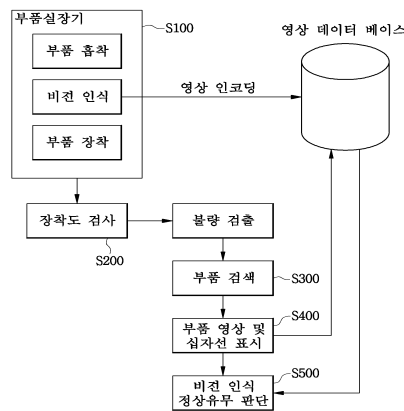 부품실장기
S100
영상 데이터 베이스
부품 흡착
비젼 인식
영상 인코딩
부품 장착
장착도 검사
불량 검출
S200
부품 검색
S300
S400
부품 영상 및
십자선 표시
S500
비젼 인식
정상유무 판단